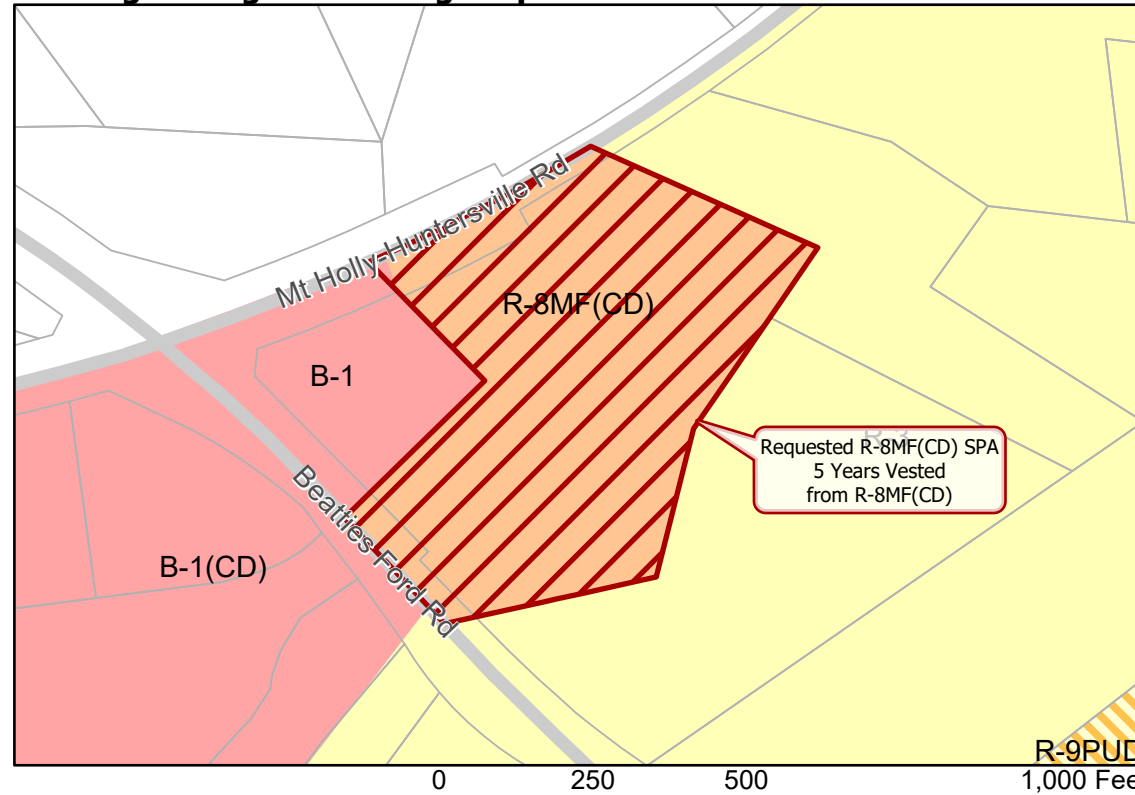 Mt Holly-Huntersville Rd
R-8MF(CD)
B-1
Requested R-8MF(CD) SPA
5 Years Vested
from R-8MF(CD)
Beatties Ford Rd
B-1(CD)
R-9PUD
0 250 500 1,000 Fee